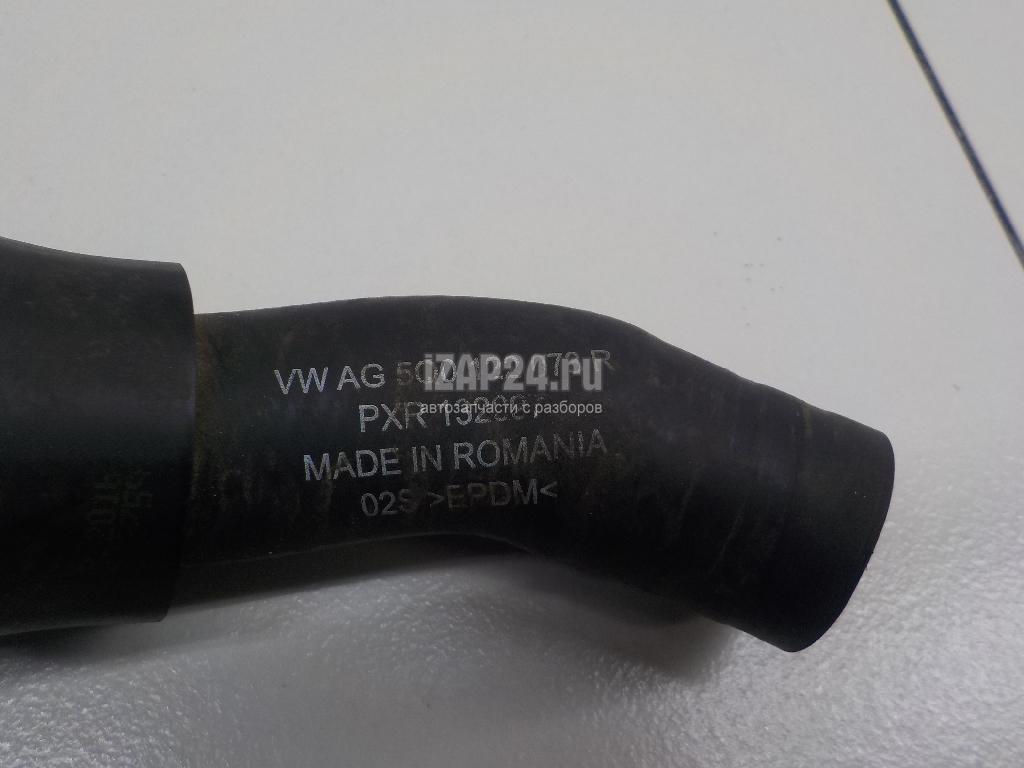 VW AG
iZAP24.ru
автозапчасти с разборов
PXR
MADE IN ROMANIA
02S >EPDM<